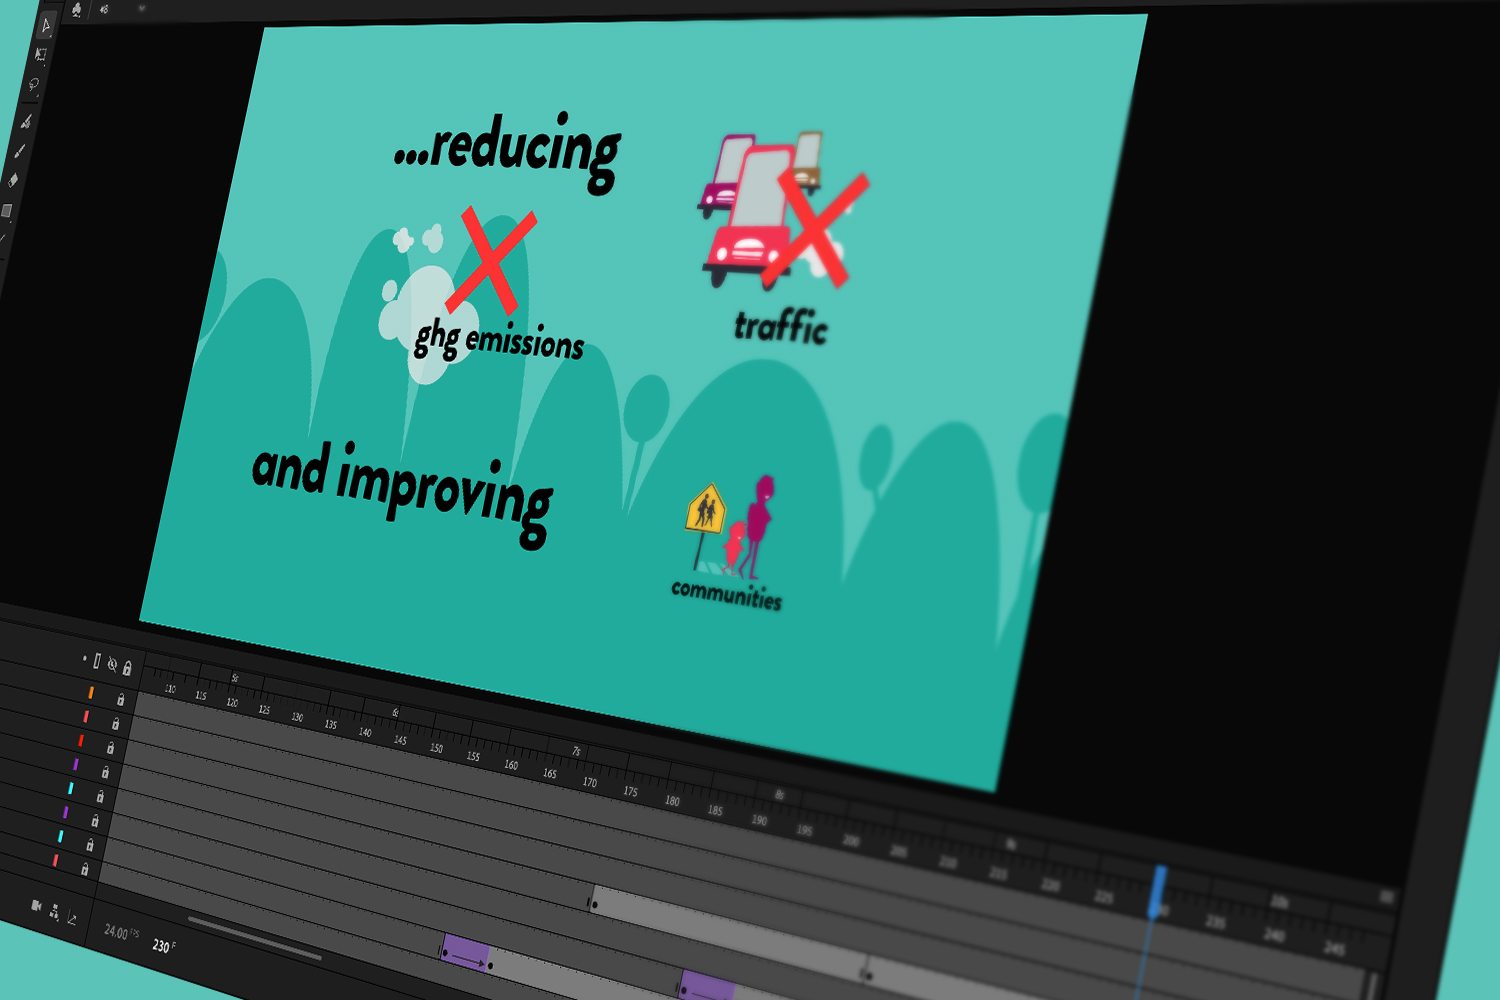 ...reducing
traffic
ghg emissions
and improving
communities
5s
6s
7s
8s
9s
10s
110 115 120 125 130 135 140 145 150 155 160 165 170 175 180 185 190 195 200 205 210 215 220 225 230 235 240 245
24.00 FPS
230 F